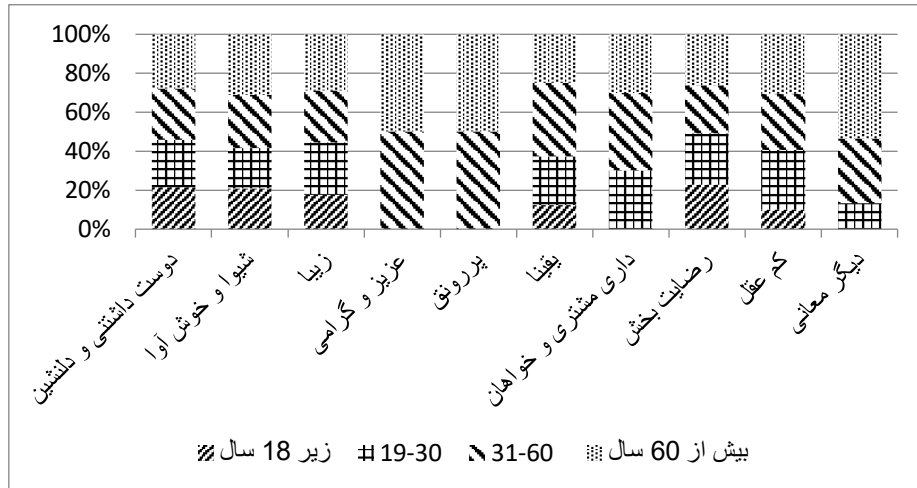 100%
80%
60%
40%
20%
0%
دوست داشتنی و دلنشین
شیوا و خوش آوا
زیبا
عزیز و گرامی
پررونق
یقینا
داری مشتری و خواهان
رضایت بخش
کم عقل
دیگر معانی
زیر 18 سال
19-30
31-60
بیش از 60 سال